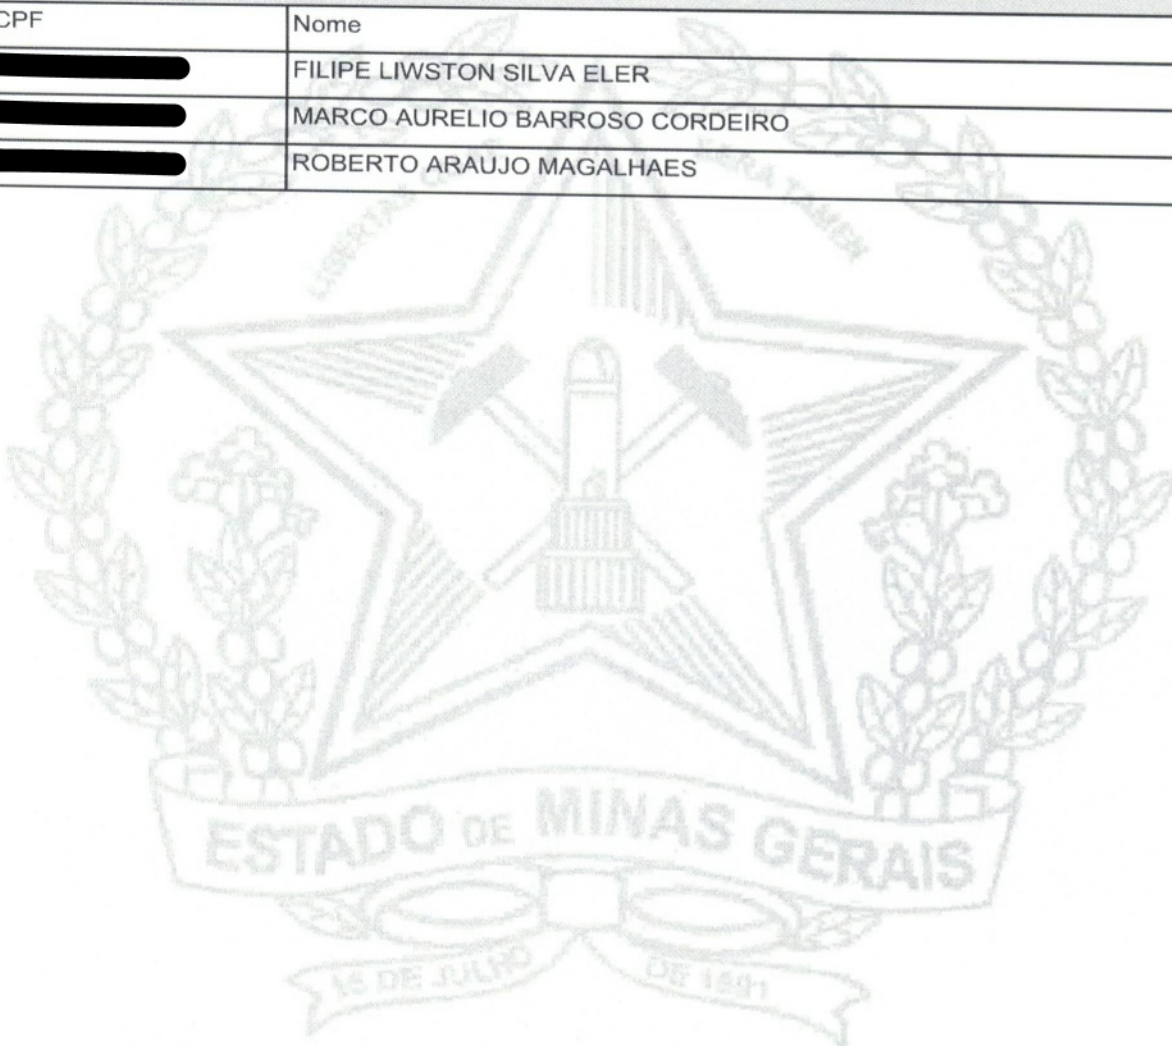 CPF Nome
FILIPE LIWSTON SILVA ELER
MARCO AURELIO BARROSO CORDEIRO
ROBERTO ARAUJO MAGALHAES
TAMEN
ESTADO DE MINAS GERAIS
15 DE JULHO DE 1891